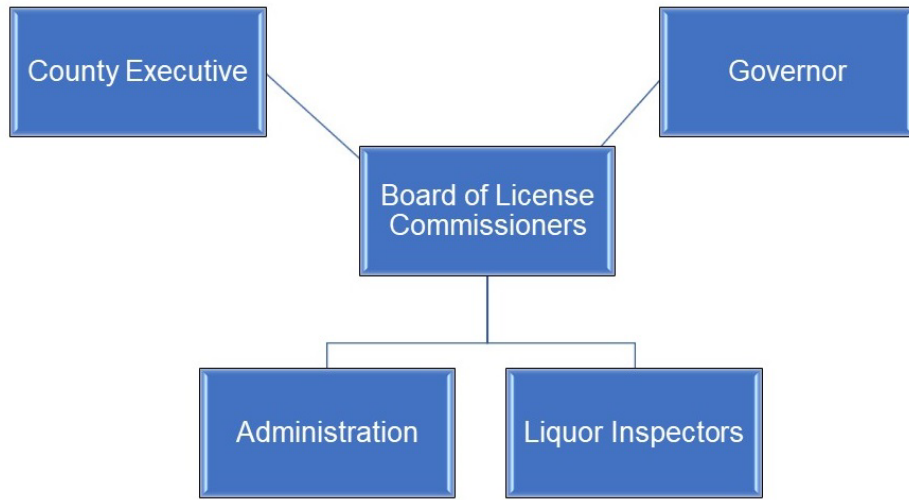 County Executive
Governor
Board of License
Commissioners
Administration
Liquor Inspectors